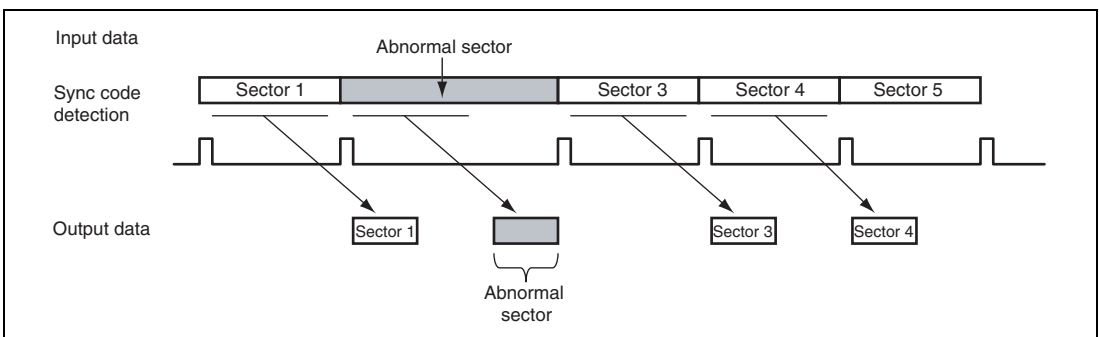 Input data
Abnormal sector
Sync code
detection
Sector 1
Sector 3
Sector 4
Sector 5
Output data
Sector 1
Sector 3
Sector 4
Abnormal
sector